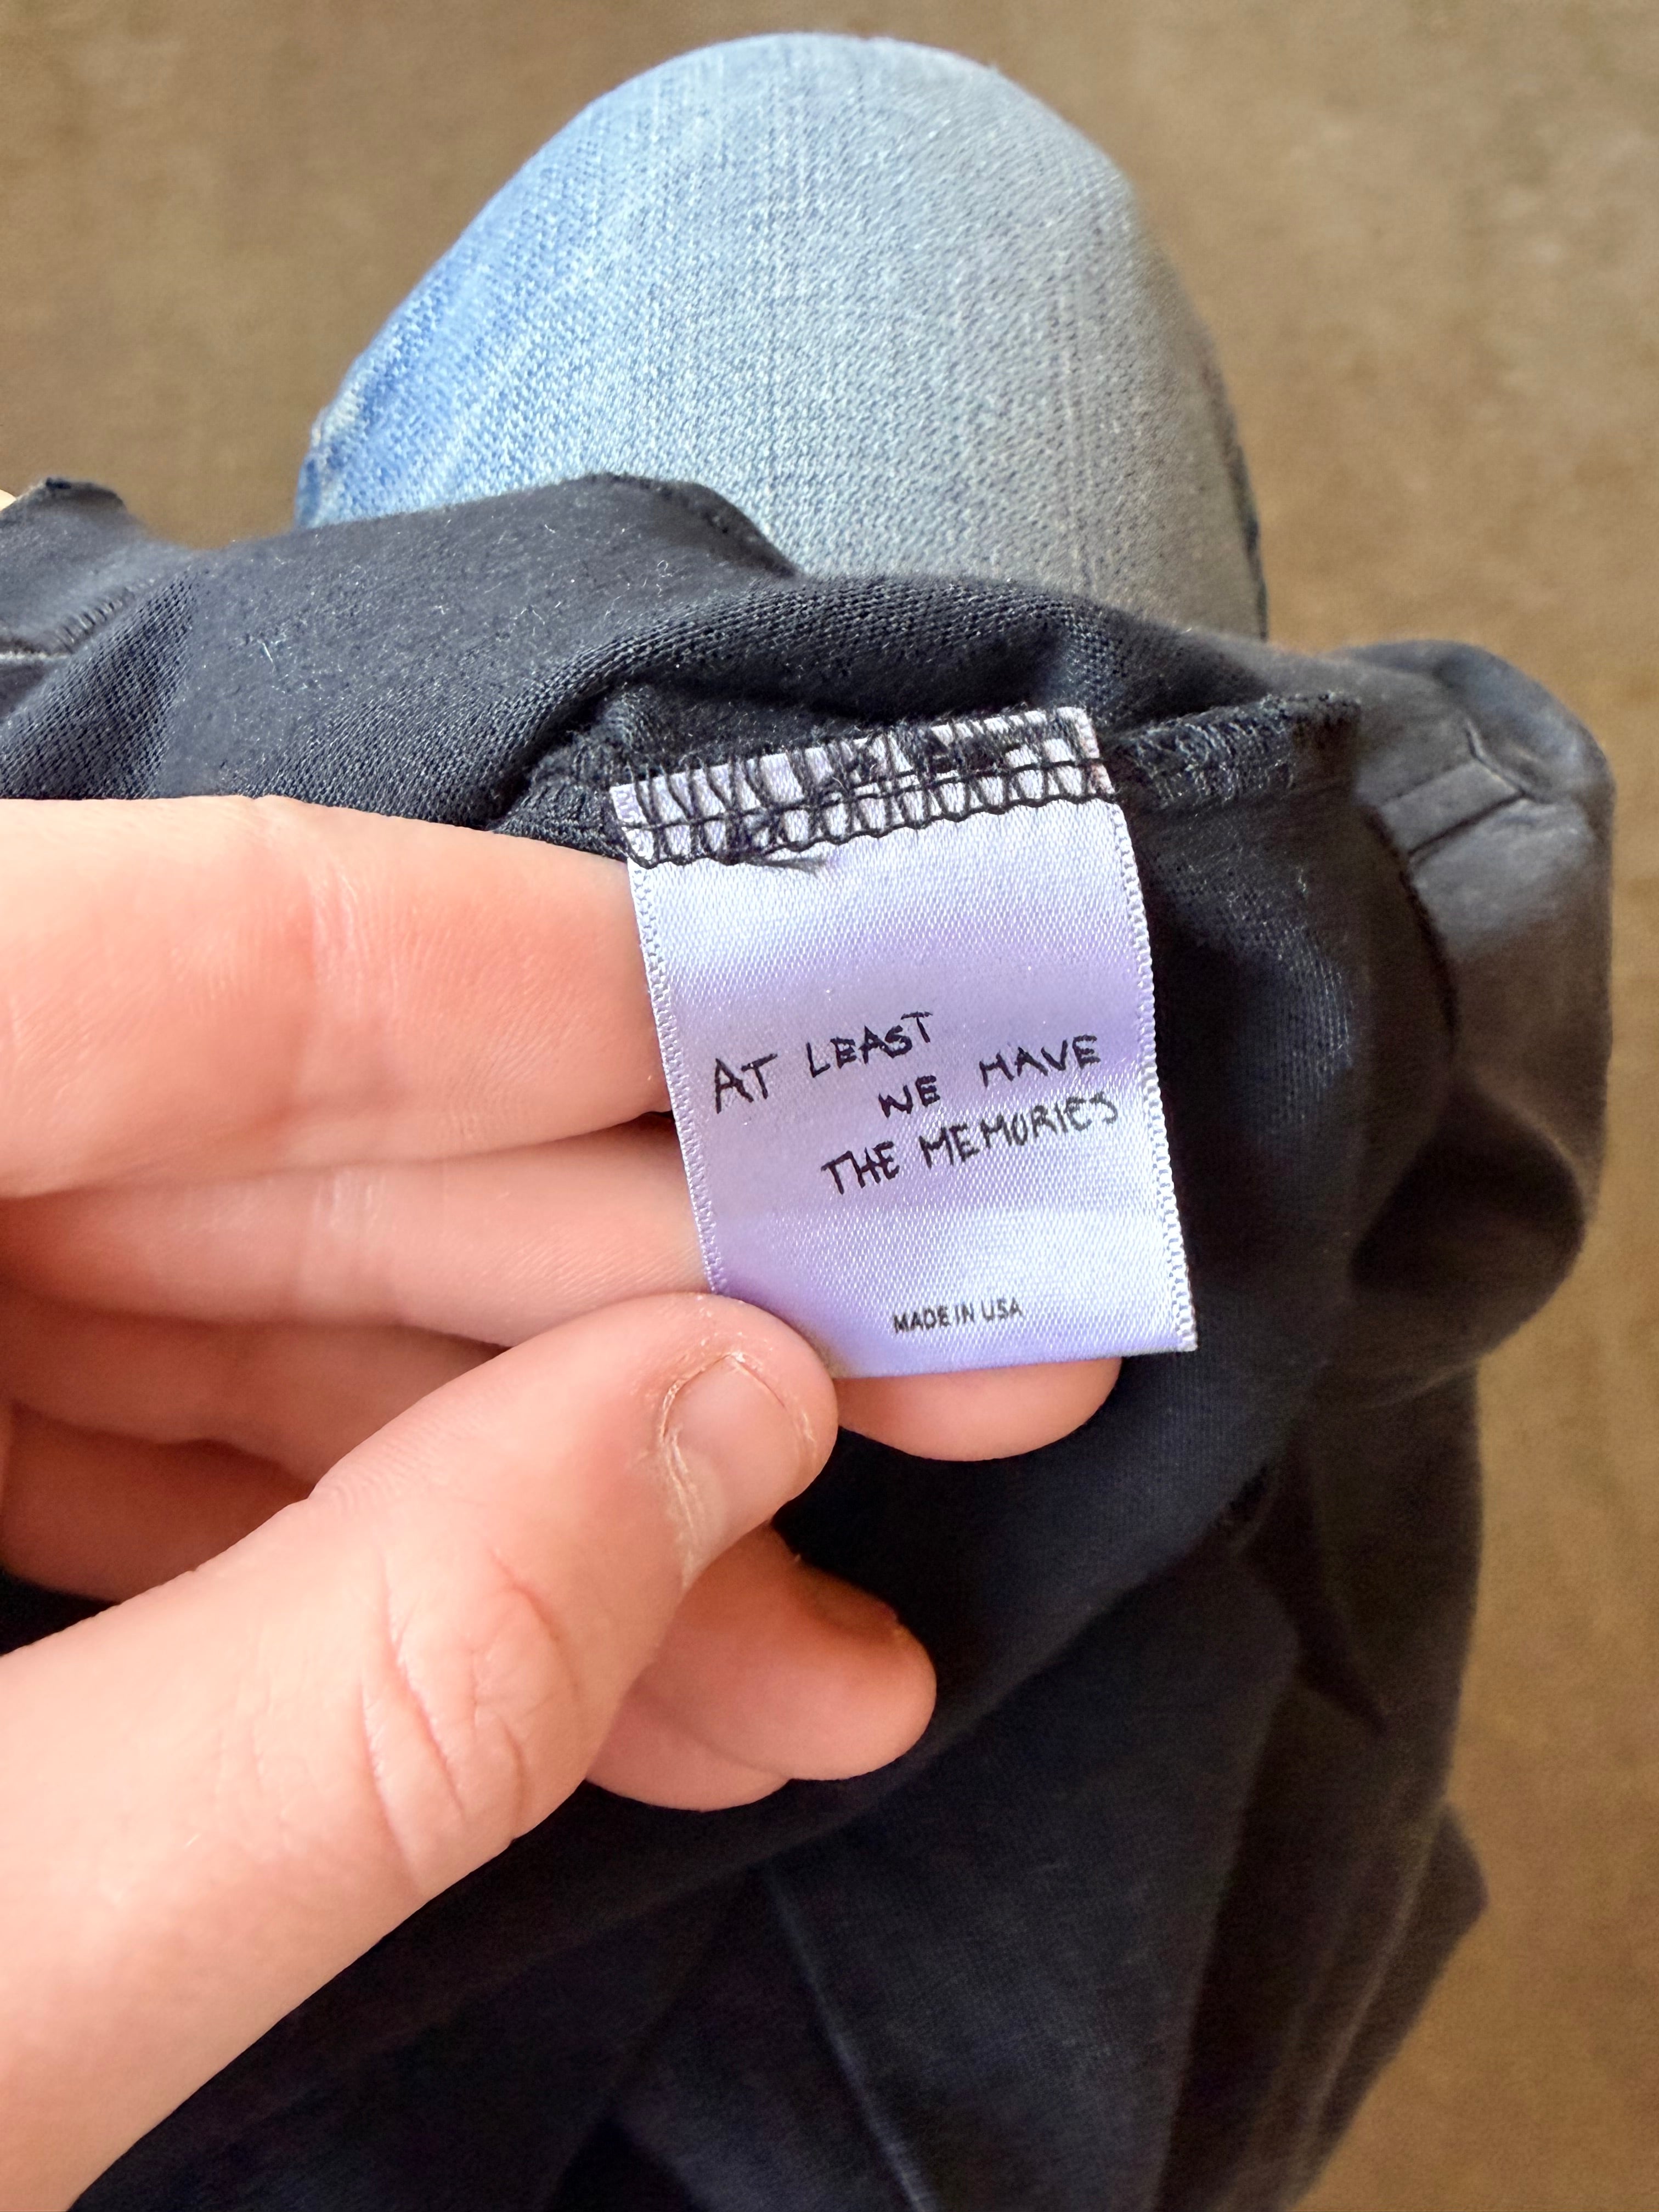 AT LEAST
WE HAVE
THE MEMORIES
MADE IN USA